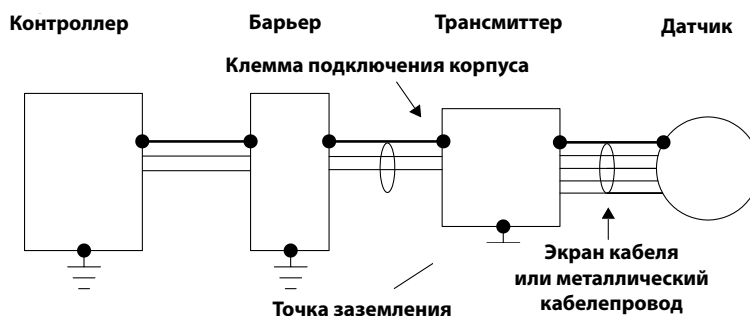 Контроллер
Барьер
Трансмиттер
Датчик
Клемма подключения корпуса
Экран кабеля
или металлический
кабелепровод
Точка заземления